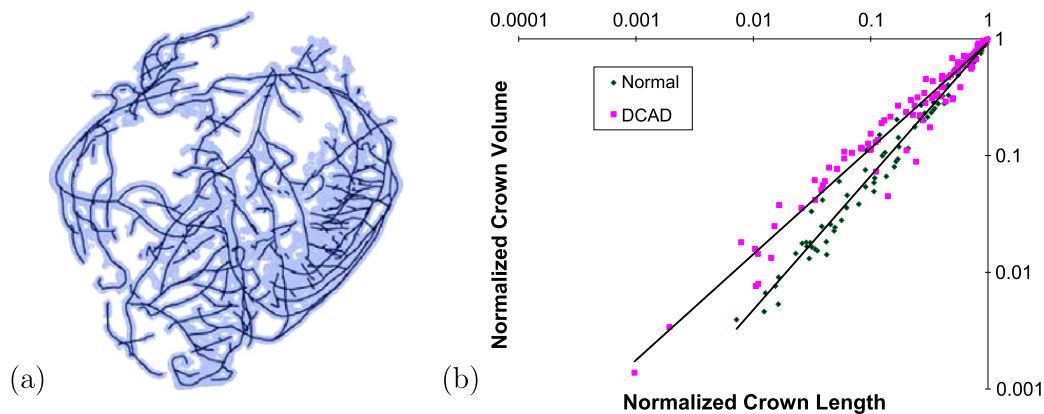 (a)
(b)
0.0001 0.001 0.01 0.1 1
1
0.1
0.01
0.001
Normal
DCAD
Normalized Crown Volume
Normalized Crown Length